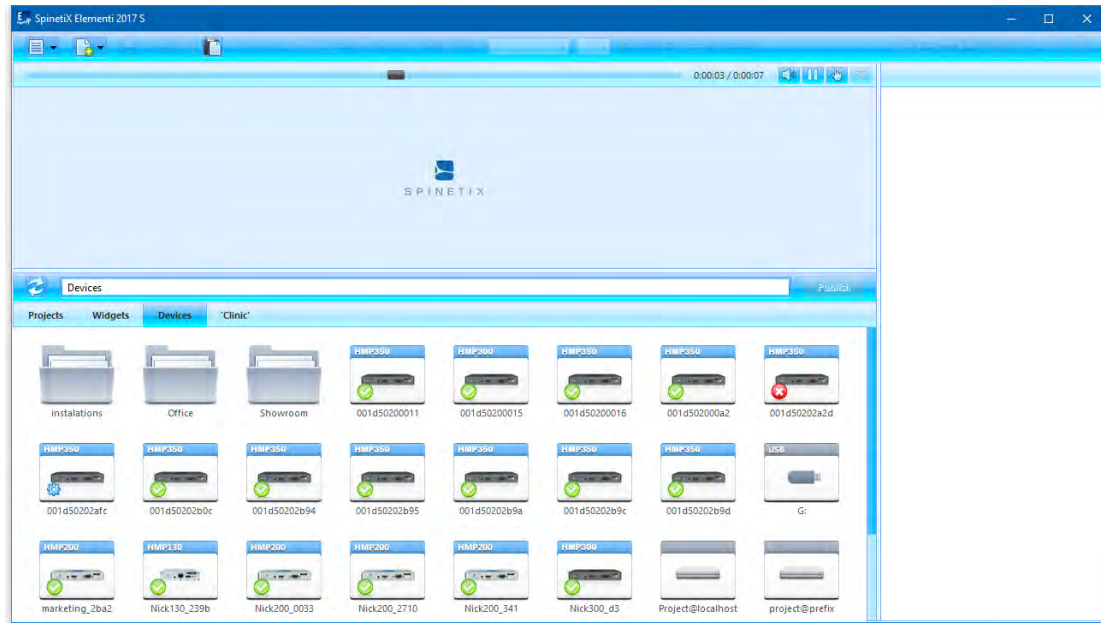 SpinetiX Elementi 2017 S
0:00:03 / 0:00:07
SPINETIX
Devices
Publish
Projects Widgets Devices 'Clinic'
HMP350 HMP300 HMP350 HMP350 HMP350
instalations Office Showroom 001d50200011 001d50200015 001d50200016 001d502000a2 001d50202a2d
HMP350 HMP350 HMP350 HMP350 HMP350 HMP350 HMP350 USB
001d50202afc 001d50202b0c 001d50202b94 001d50202b95 001d50202b9a 001d50202b9c 001d50202b9d G:
HMP200 HMP130 HMP200 HMP200 HMP200 HMP300
marketing_2ba2 Nick130_239b Nick200_0033 Nick200_2710 Nick200_341 Nick300_d3 Project@localhost project@prefix